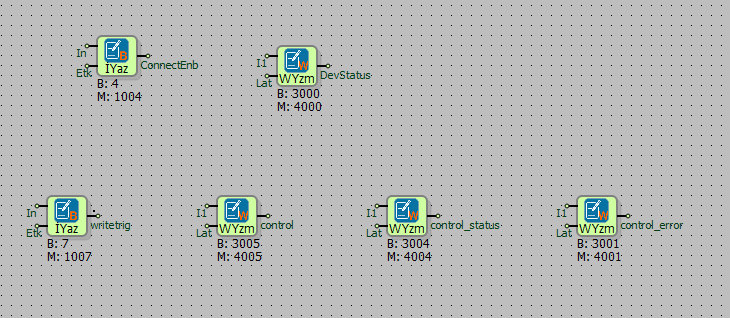 In
Etk
B
IYaz
ConnectEnb
B: 4
M: 1004
I1
Lat
W
WYzm
DevStatus
B: 3000
M: 4000
In
Etk
B
IYaz
writetrig
B: 7
M: 1007
I1
Lat
W
WYzm
control
B: 3005
M: 4005
I1
Lat
W
WYzm
control_status
B: 3004
M: 4004
I1
Lat
W
WYzm
control_error
B: 3001
M: 4001